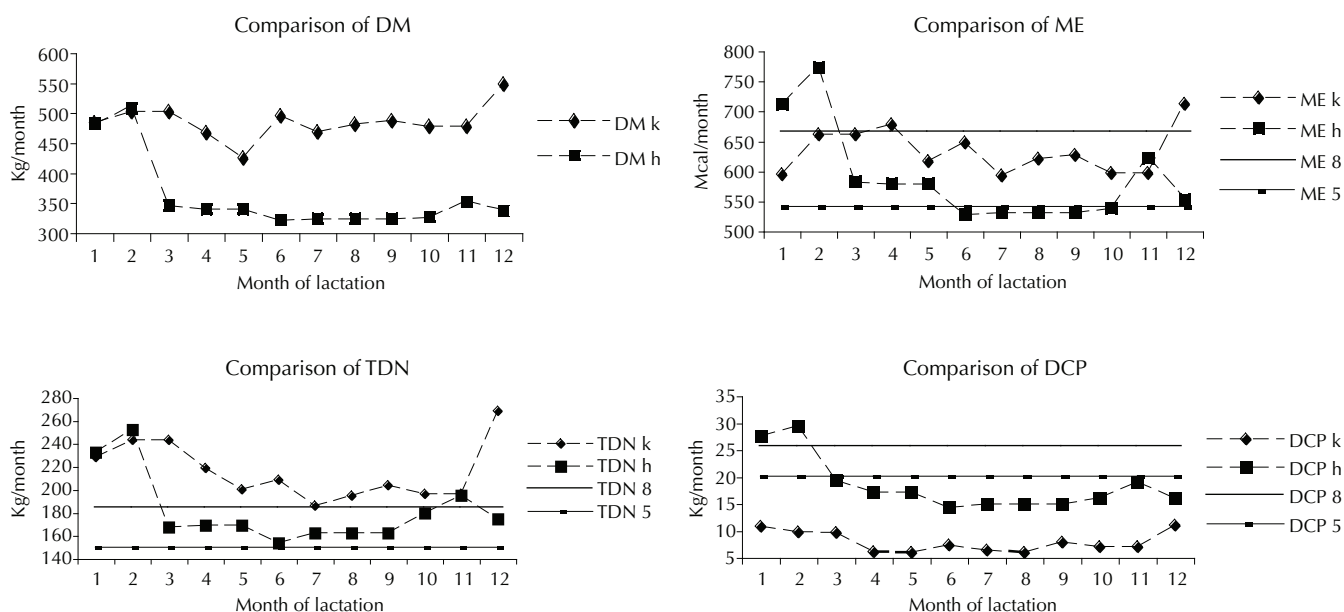 Comparison of DM
600
550
500
450
400
350
300
Kg/month
1 2 3 4 5 6 7 8 9 10 11 12
Month of lactation
DM k
DM h
Comparison of ME
800
750
700
650
600
550
500
Mcal/month
1 2 3 4 5 6 7 8 9 10 11 12
Month of lactation
ME k
ME h
ME 8
ME 5
Comparison of TDN
280
260
240
220
200
180
160
140
Kg/month
1 2 3 4 5 6 7 8 9 10 11 12
Month of lactation
TDN k
TDN h
TDN 8
TDN 5
Comparison of DCP
35
30
25
20
15
10
5
Kg/month
1 2 3 4 5 6 7 8 9 10 11 12
Month of lactation
DCP k
DCP h
DCP 8
DCP 5